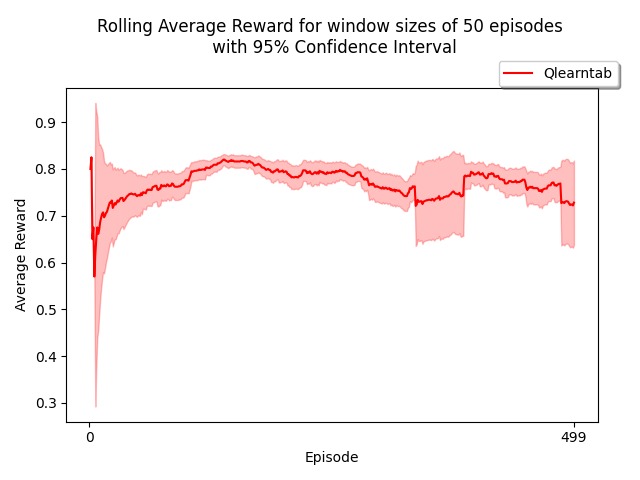 Rolling Average Reward for window sizes of 50 episodes
with 95% Confidence Interval
Qlearntab
0.9
0.8
0.7
0.6
0.5
0.4
0.3
Average Reward
0
499
Episode